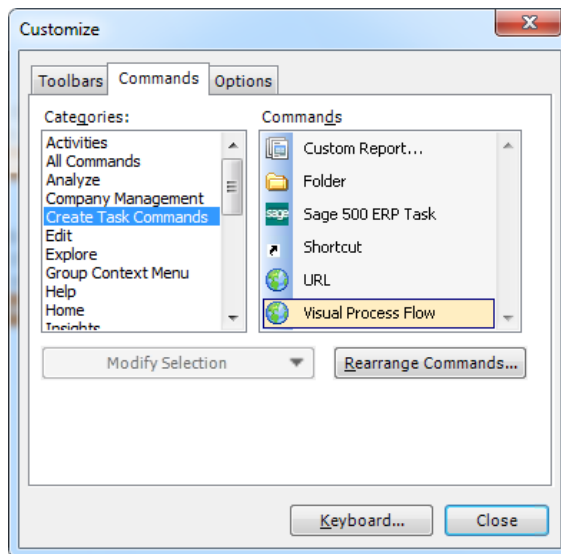 Customize
Toolbars
Commands
Options
Categories:
Activities
All Commands
Analyze
Company Management
Create Task Commands
Edit
Explore
Group Context Menu
Help
Home
Insights
Commands
Custom Report...
Folder
sage Sage 500 ERP Task
Shortcut
URL
Visual Process Flow
Modify Selection
Rearrange Commands...
Keyboard...
Close